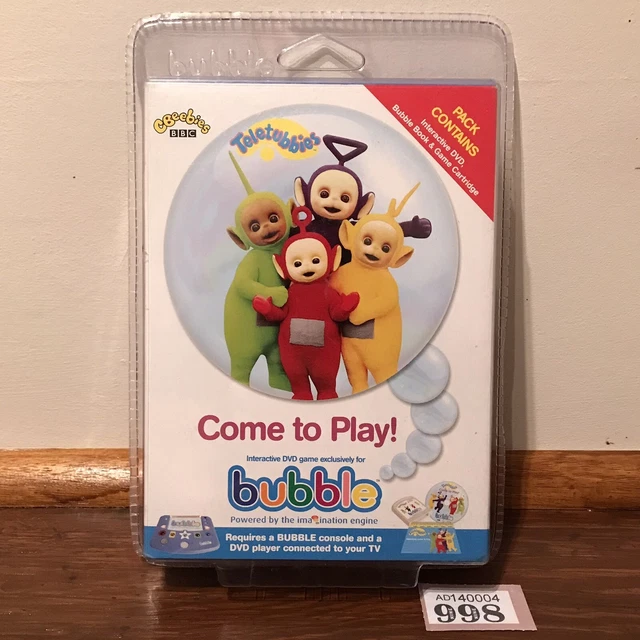 bubble
CBeebies
BBC
Teletubbies
PACK
CONTAINS
Interactive DVD,
Bubble Book & Game Cartridge
Come to Play!
Interactive DVD game exclusively for
bubble™
Powered by the imagination engine
Requires a BUBBLE console and a
DVD player connected to your TV
AD140004
998